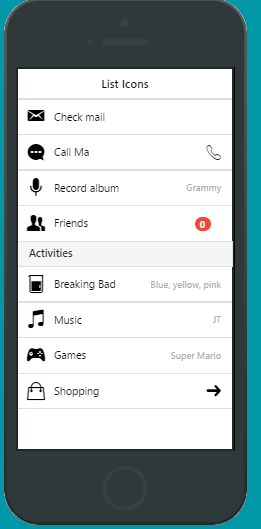 List Icons
Check mail
Call Ma
Record album Grammy
Friends 0
Activities
Breaking Bad Blue, yellow, pink
Music JT
Games Super Mario
Shopping